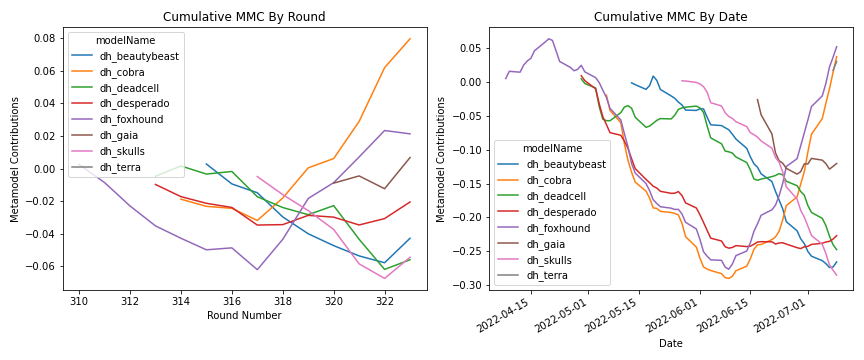 Cumulative MMC By Round
Metamodel Contributions
0.08
0.06
0.04
0.02
0.00
−0.02
−0.04
−0.06
modelName
dh_beautybeast
dh_cobra
dh_deadcell
dh_desperado
dh_foxhound
dh_gaia
dh_skulls
dh_terra
310
312
314
316
318
320
322
Round Number
Cumulative MMC By Date
Metamodel Contributions
0.05
0.00
−0.05
−0.10
−0.15
−0.20
−0.25
−0.30
modelName
dh_beautybeast
dh_cobra
dh_deadcell
dh_desperado
dh_foxhound
dh_gaia
dh_skulls
dh_terra
2022-04-15
2022-05-01
2022-05-15
2022-06-01
2022-06-15
2022-07-01
Date